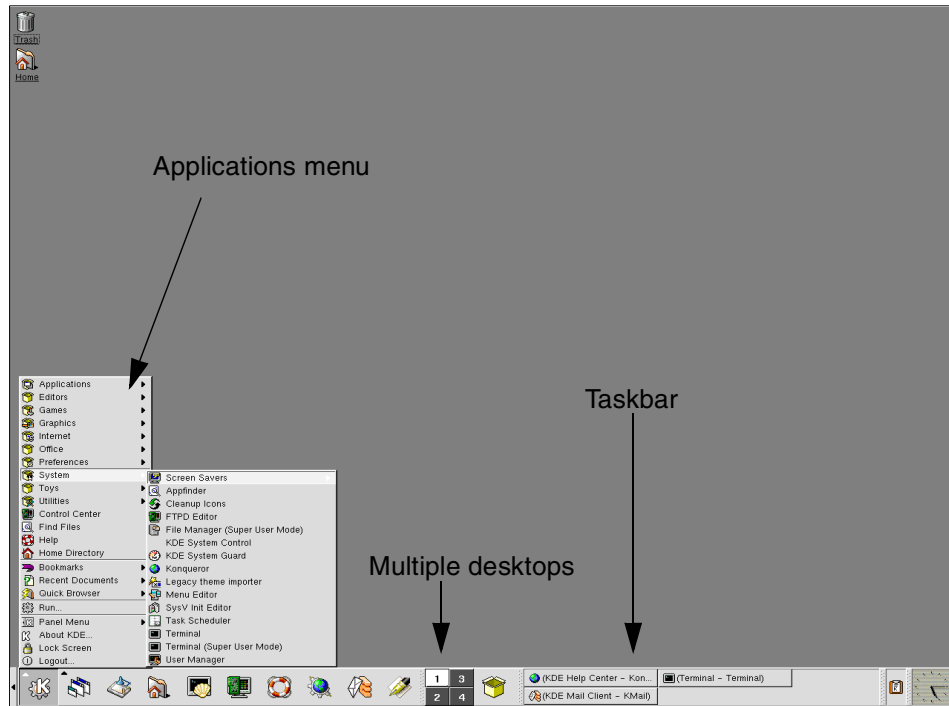 Trash
Home
Applications menu
Taskbar
Multiple desktops
Applications
Editors
Games
Graphics
Internet
Office
Preferences
System
Toys
Utilities
Control Center
Find Files
Help
Home Directory
Bookmarks
Recent Documents
Quick Browser
Run...
Panel Menu
About KDE...
Lock Screen
Logout...
Screen Savers
Appfinder
Cleanup Icons
FTPD Editor
File Manager (Super User Mode)
KDE System Control
KDE System Guard
Konqueror
Legacy theme importer
Menu Editor
SysV Init Editor
Task Scheduler
Terminal
Terminal (Super User Mode)
User Manager
1 3
2 4
(KDE Help Center - Kon...
(Terminal - Terminal)
(KDE Mail Client - KMail)